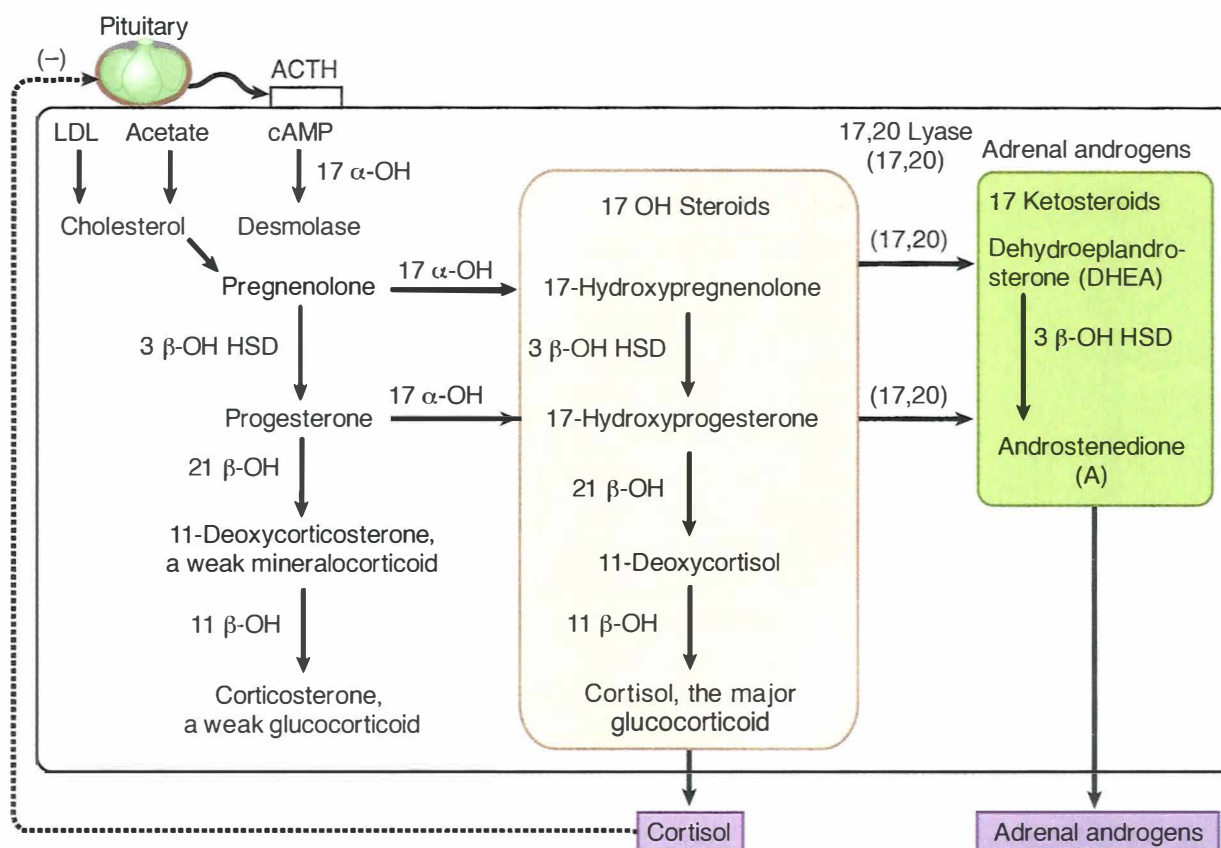 Pituitary
(–)
ACTH
LDL
Acetate
cAMP
17 α-OH
Cholesterol
Desmolase
17,20 Lyase
(17,20)
Adrenal androgens
17 OH Steroids
17 Ketosteroids
(17,20)
Dehydroeplandro-
sterone (DHEA)
Pregnenolone
17 α-OH
17-Hydroxypregnenolone
3 β-OH HSD
3 β-OH HSD
3 β-OH HSD
Progesterone
17 α-OH
17-Hydroxyprogesterone
(17,20)
Androstenedione
(A)
21 β-OH
21 β-OH
11-Deoxycorticosterone,
a weak mineralocorticoid
11-Deoxycortisol
11 β-OH
11 β-OH
Corticosterone,
a weak glucocorticoid
Cortisol, the major
glucocorticoid
Cortisol
Adrenal androgens